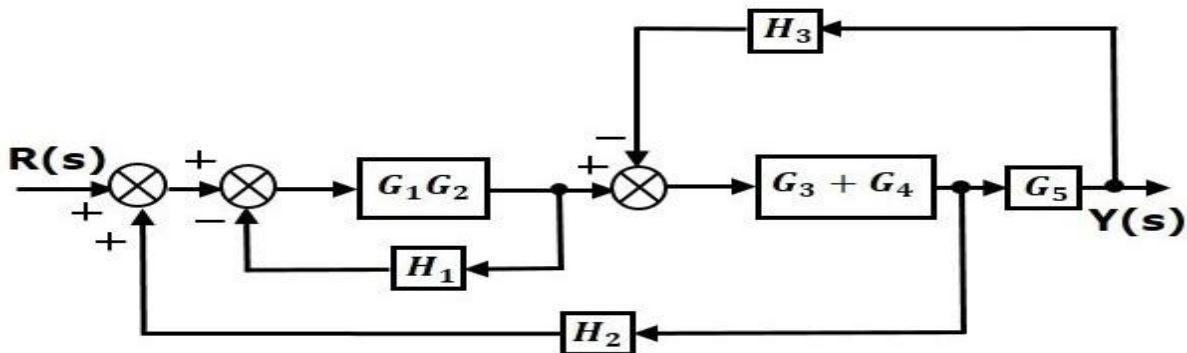 H₃
R(s)
+
+
+
−
G₁G₂
+
−
G₃ + G₄
G₅
Y(s)
H₁
H₂